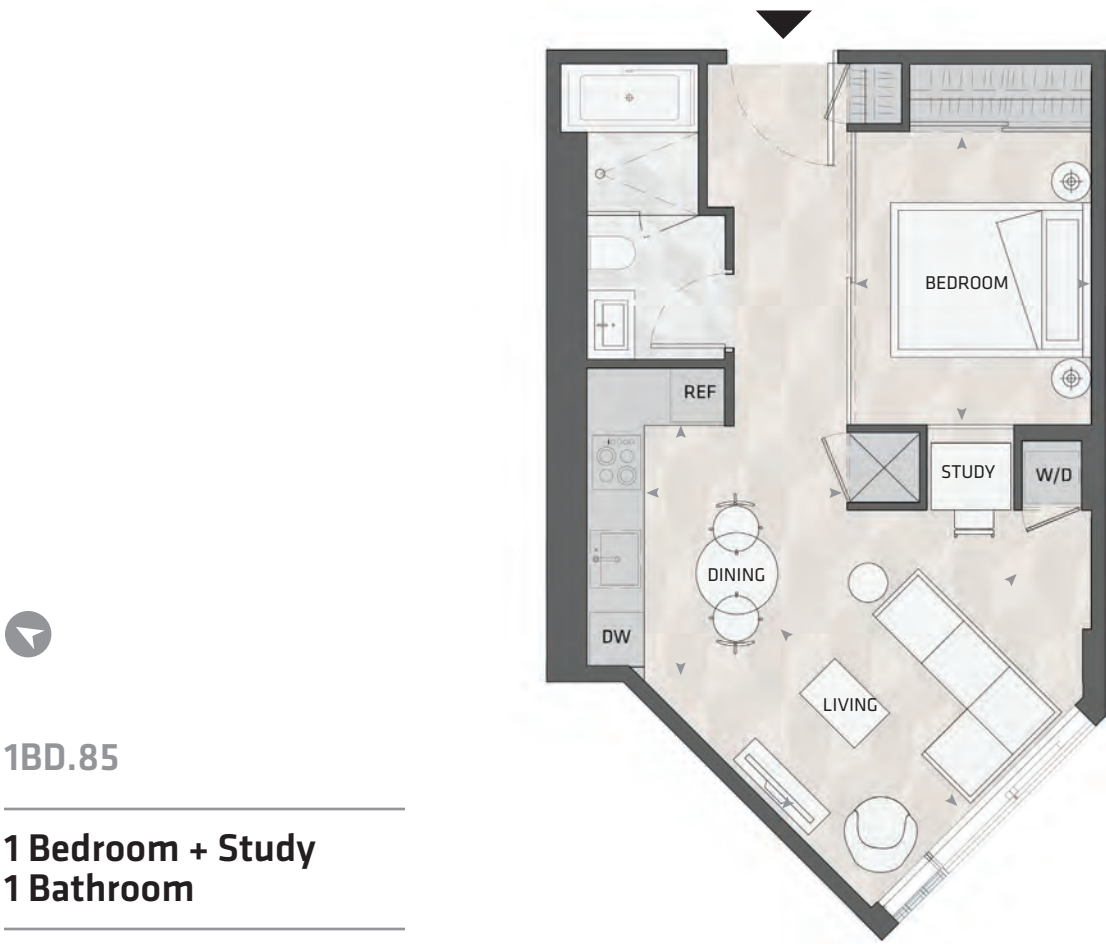 BEDROOM
REF
STUDY
W/D
DINING
DW
LIVING
1BD.85
1 Bedroom + Study
1 Bathroom